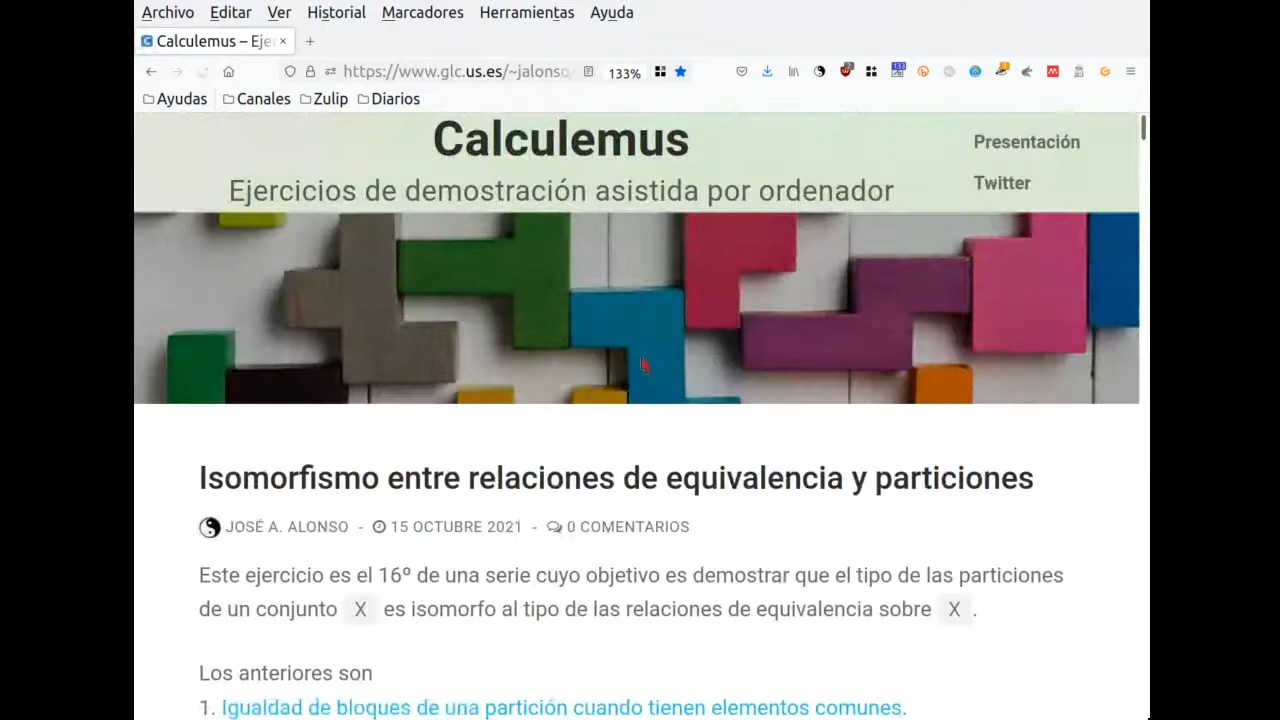 Archivo Editar Ver Historial Marcadores Herramientas Ayuda
Calculemus – Eje
https://www.glc.us.es/~jalonso 133%
Ayudas Canales Zulip Diarios
Calculemus
Presentación
Ejercicios de demostración asistida por ordenador
Twitter
Isomorfismo entre relaciones de equivalencia y particiones
JOSÉ A. ALONSO - 15 OCTUBRE 2021 - 0 COMENTARIOS
Este ejercicio es el 16º de una serie cuyo objetivo es demostrar que el tipo de las particiones
de un conjunto X es isomorfo al tipo de las relaciones de equivalencia sobre X .
Los anteriores son
1. Igualdad de bloques de una partición cuando tienen elementos comunes.